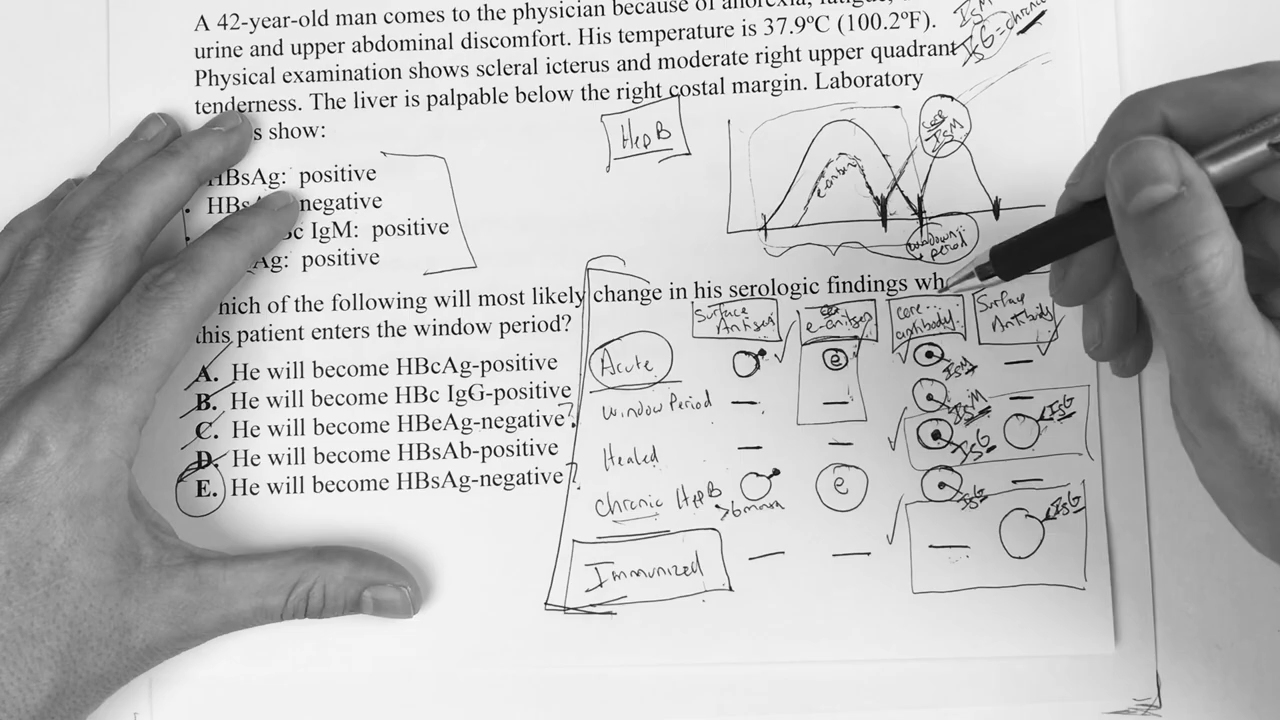 A 42-year-old man comes to the physician because of anorexia, fatigue,
urine and upper abdominal discomfort. His temperature is 37.9ºC (100.2ºF).
Physical examination shows scleral icterus and moderate right upper quadrant
tenderness. The liver is palpable below the right costal margin. Laboratory
s show:
IgM
IgG=chronic
Hep B
core
IgM
e-antigen
window
period
HBsAg: positive
HBsA negative
c IgM: positive
Ag: positive
hich of the following will most likely change in his serologic findings wh
this patient enters the window period?
A. He will become HBcAg-positive
B. He will become HBc IgG-positive
C. He will become HBeAg-negative?
D. He will become HBsAb-positive
E. He will become HBsAg-negative?
Surface Antigen
e-antigen
core antibody
Surface Antibody
Acute e IgM
Window Period IgM
Healed IgG IgG
chronic Hep B e IgG
>6 months
Immunized IgG